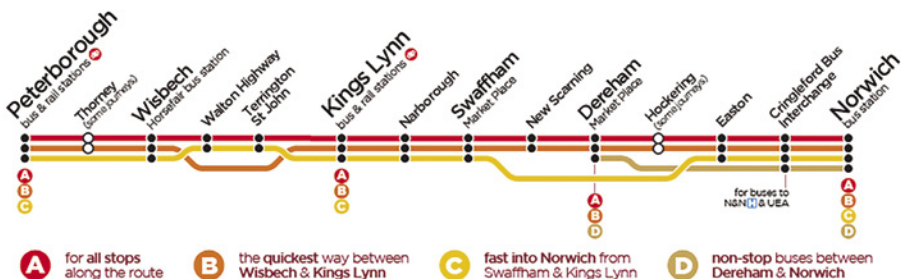 Peterborough
bus & rail stations
Thorney
(some journeys)
Wisbech
Horsefair bus station
Walton Highway
Terrington
St John
Kings Lynn
bus & rail stations
Narborough
Swaffham
Market Place
New Scarning
Dereham
Market Place
Hockering
(some journeys)
Easton
Cringleford Bus
Interchange
Norwich
bus station
A
B
C
A
B
C
A
B
D
for buses to
N&N H & UEA
A
B
C
D
A for all stops
along the route
B the quickest way between
Wisbech & Kings Lynn
C fast into Norwich from
Swaffham & Kings Lynn
D non-stop buses between
Dereham & Norwich